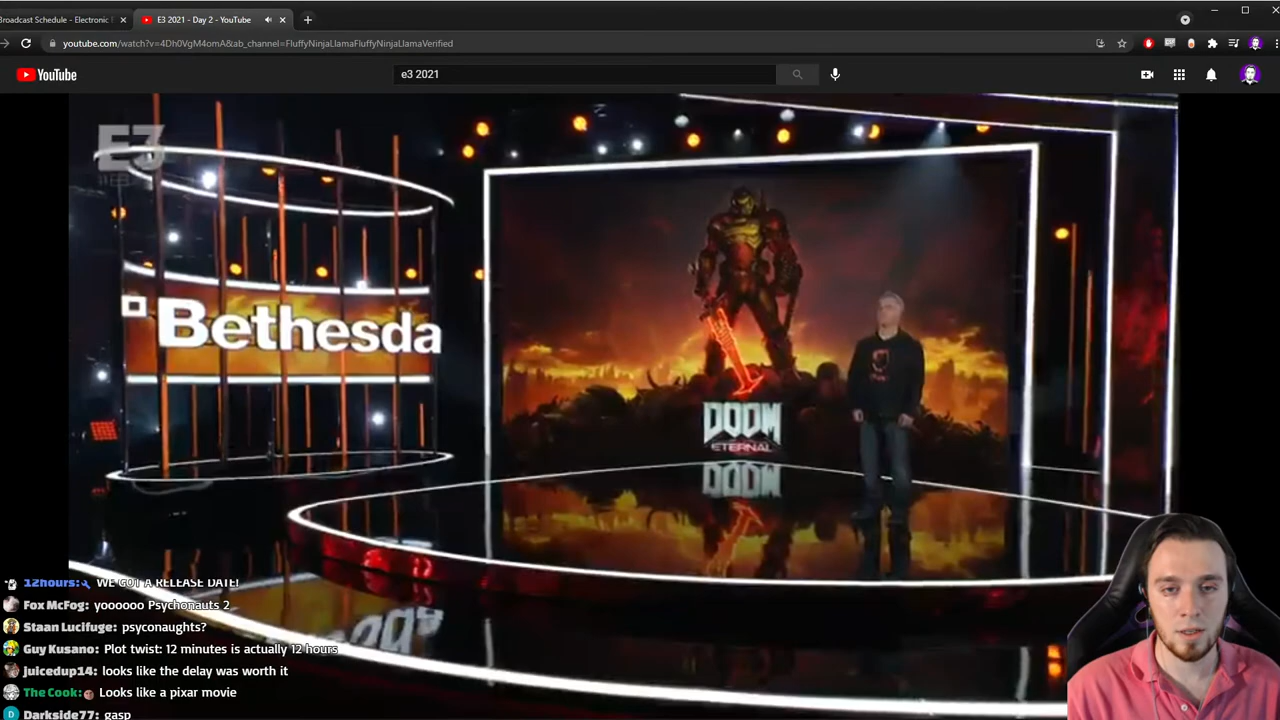 Broadcast Schedule - Electronic E
E3 2021 - Day 2 - YouTube
youtube.com/watch?v=4Dh0VgM4omA&ab_channel=FluffyNinjaLlamaFluffyNinjaLlamaVerified
YouTube
e3 2021
E3
Bethesda
DOOM
ETERNAL
12hours: WE GOT A RELEASE DATE!
Fox McFog: yoooooo Psychonauts 2
Staan Lucifuge: psyconaughts?
Guy Kusano: Plot twist: 12 minutes is actually 12 hours
juicedup14: looks like the delay was worth it
The Cook: Looks like a pixar movie
D
Darkside77: gasp